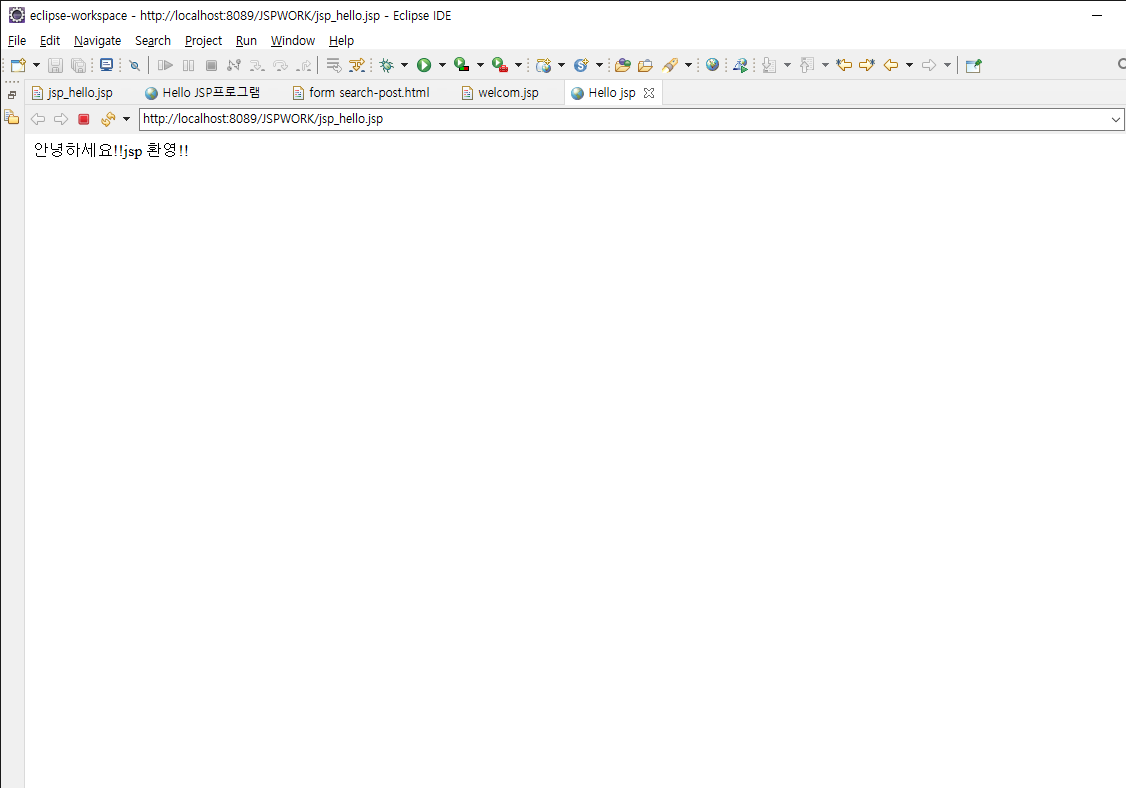 eclipse-workspace - http://localhost:8089/JSPWORK/jsp_hello.jsp - Eclipse IDE
File Edit Navigate Search Project Run Window Help
jsp_hello.jsp Hello JSP프로그램 form search-post.html welcom.jsp Hello jsp
http://localhost:8089/JSPWORK/jsp_hello.jsp
안녕하세요!!jsp 환영!!